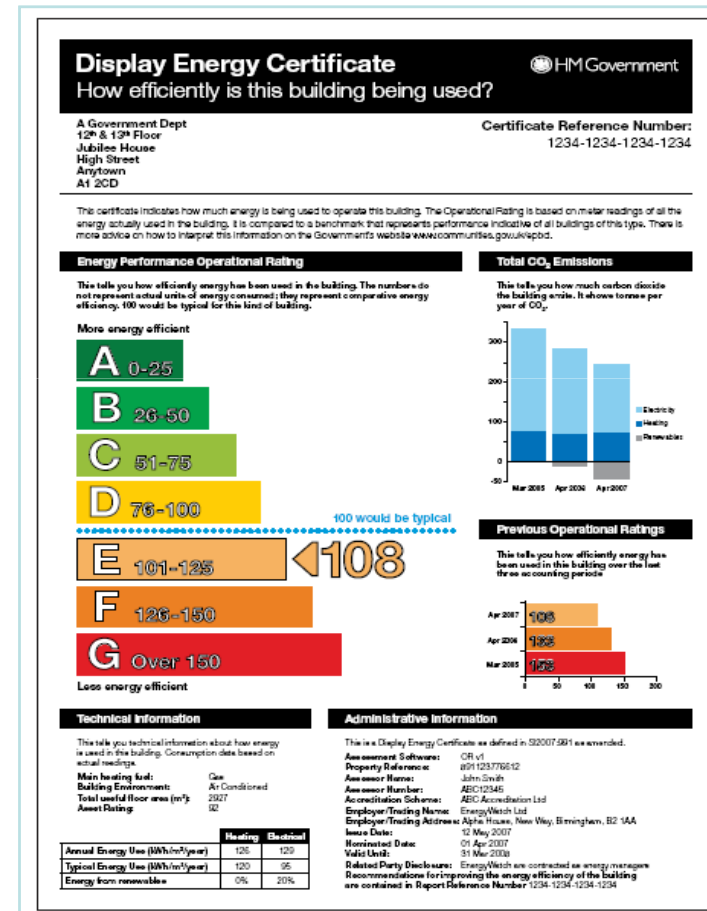 Display Energy Certificate
HM Government
How efficiently is this building being used?
A Government Dept
12th & 13th Floor
Jubilee House
High Street
Anytown
A1 2CD
Certificate Reference Number:
1234-1234-1234-1234
This certificate indicates how much energy is being used to operate this building. The Operational Rating is based on meter readings of all the
energy actually used in the building. It is compared to a benchmark that represents performance indicative of all buildings of this type. There is
more advice on how to interpret this information on the Government's website www.communities.gov.uk/epbd.
Energy Performance Operational Rating
This tells you how efficiently energy has been used in the building. The numbers do
not represent actual units of energy consumed; they represent comparative energy
efficiency. 100 would be typical for this kind of building.
More energy efficient
A 0-25
B 26-50
C 51-75
D 76-100
100 would be typical
E 101-125
108
F 126-150
G Over 150
Less energy efficient
Total CO₂ Emissions
This tells you how much carbon dioxide
the building emits. It shows tonnes per
year of CO₂.
300
200
100
0
-50
Mar 2005 Apr 2006 Apr 2007
Electricity
Heating
Renewables
Previous Operational Ratings
This tells you how efficiently energy has
been used in this building over the last
three accounting periods
Apr 2007
Apr 2006
Mar 2005
0 50 100 150 200
Technical Information
This tells you technical information about how energy
is used in this building. Consumption data based on
actual readings.
Main heating fuel: Gas
Building Environment: Air Conditioned
Total useful floor area (m²): 2927
Asset Rating: 92
Heating Electrical
Annual Energy Use (kWh/m²/year) 126 129
Typical Energy Use (kWh/m²/year) 120 95
Energy from renewables 0% 20%
Administrative Information
This is a Display Energy Certificate as defined in SI2007:991 as amended.
Assessment Software: OR v1
Property Reference: 891123776612
Assessor Name: John Smith
Assessor Number: ABC12345
Accreditation Scheme: ABC Accreditation Ltd
Employer/Trading Name: EnergyWatch Ltd
Employer/Trading Address: Alpha House, New Way, Birmingham, B2 1AA
Issue Date: 12 May 2007
Nominated Date: 01 Apr 2007
Valid Until: 31 Mar 2008
Related Party Disclosure: EnergyWatch are contracted as energy managers
Recommendations for improving the energy efficiency of the building
are contained in Report Reference Number 1234-1234-1234-1234